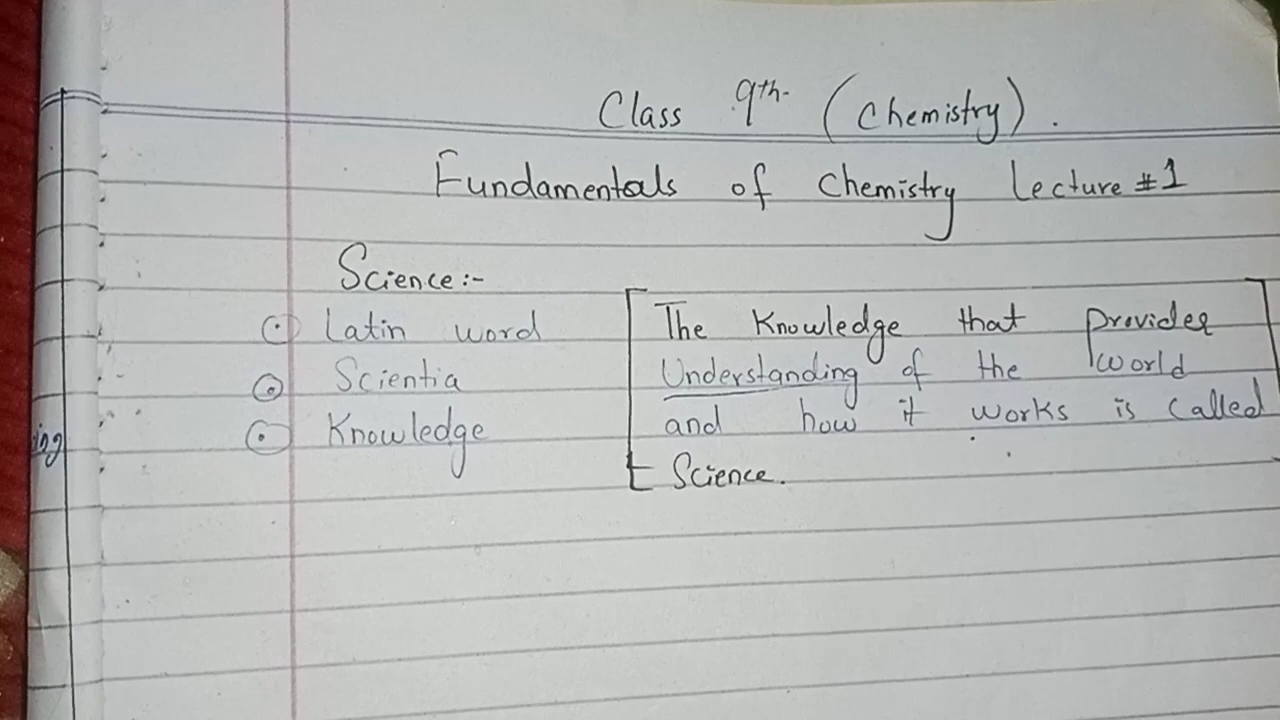 Class 9th. (Chemistry).
Fundamentals of Chemistry Lecture #1
Science:-
Latin word
Scientia
Knowledge
The Knowledge that provides
Understanding of the world
and how it works is called
Science.